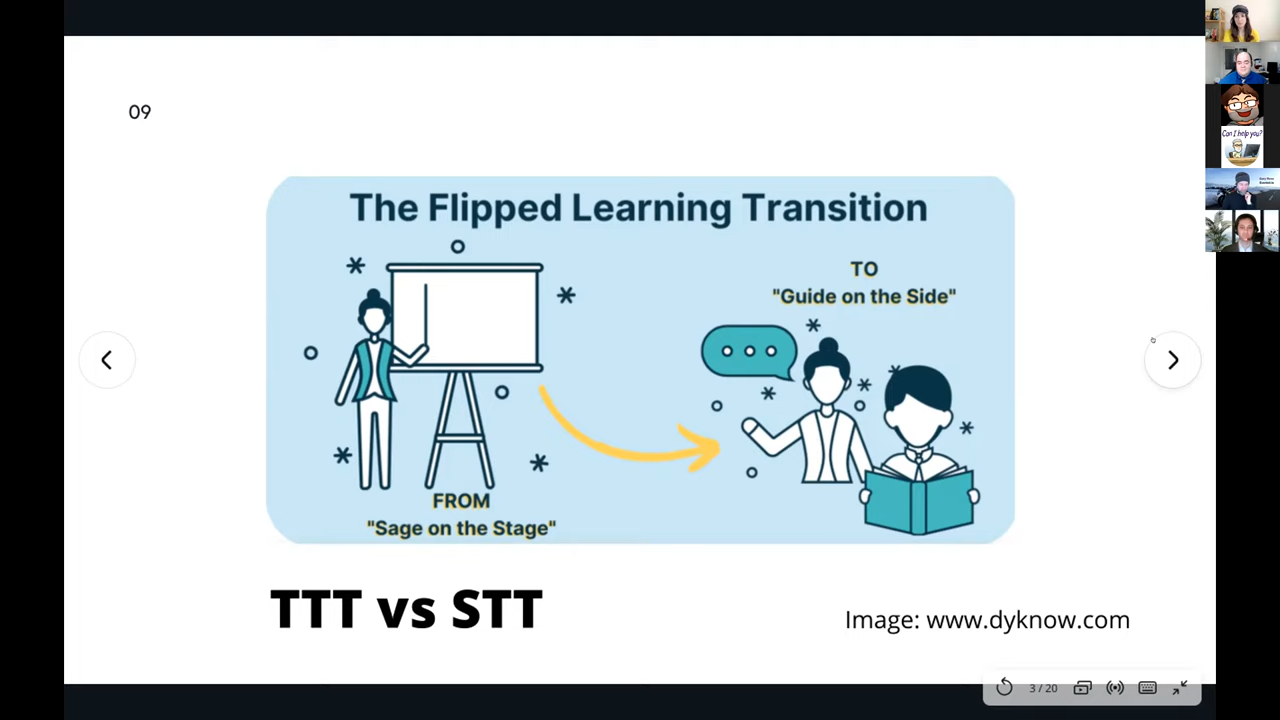 09
The Flipped Learning Transition
TO
"Guide on the Side"
FROM
"Sage on the Stage"
TTT vs STT
Image: www.dyknow.com
3 / 20
Can I help you?